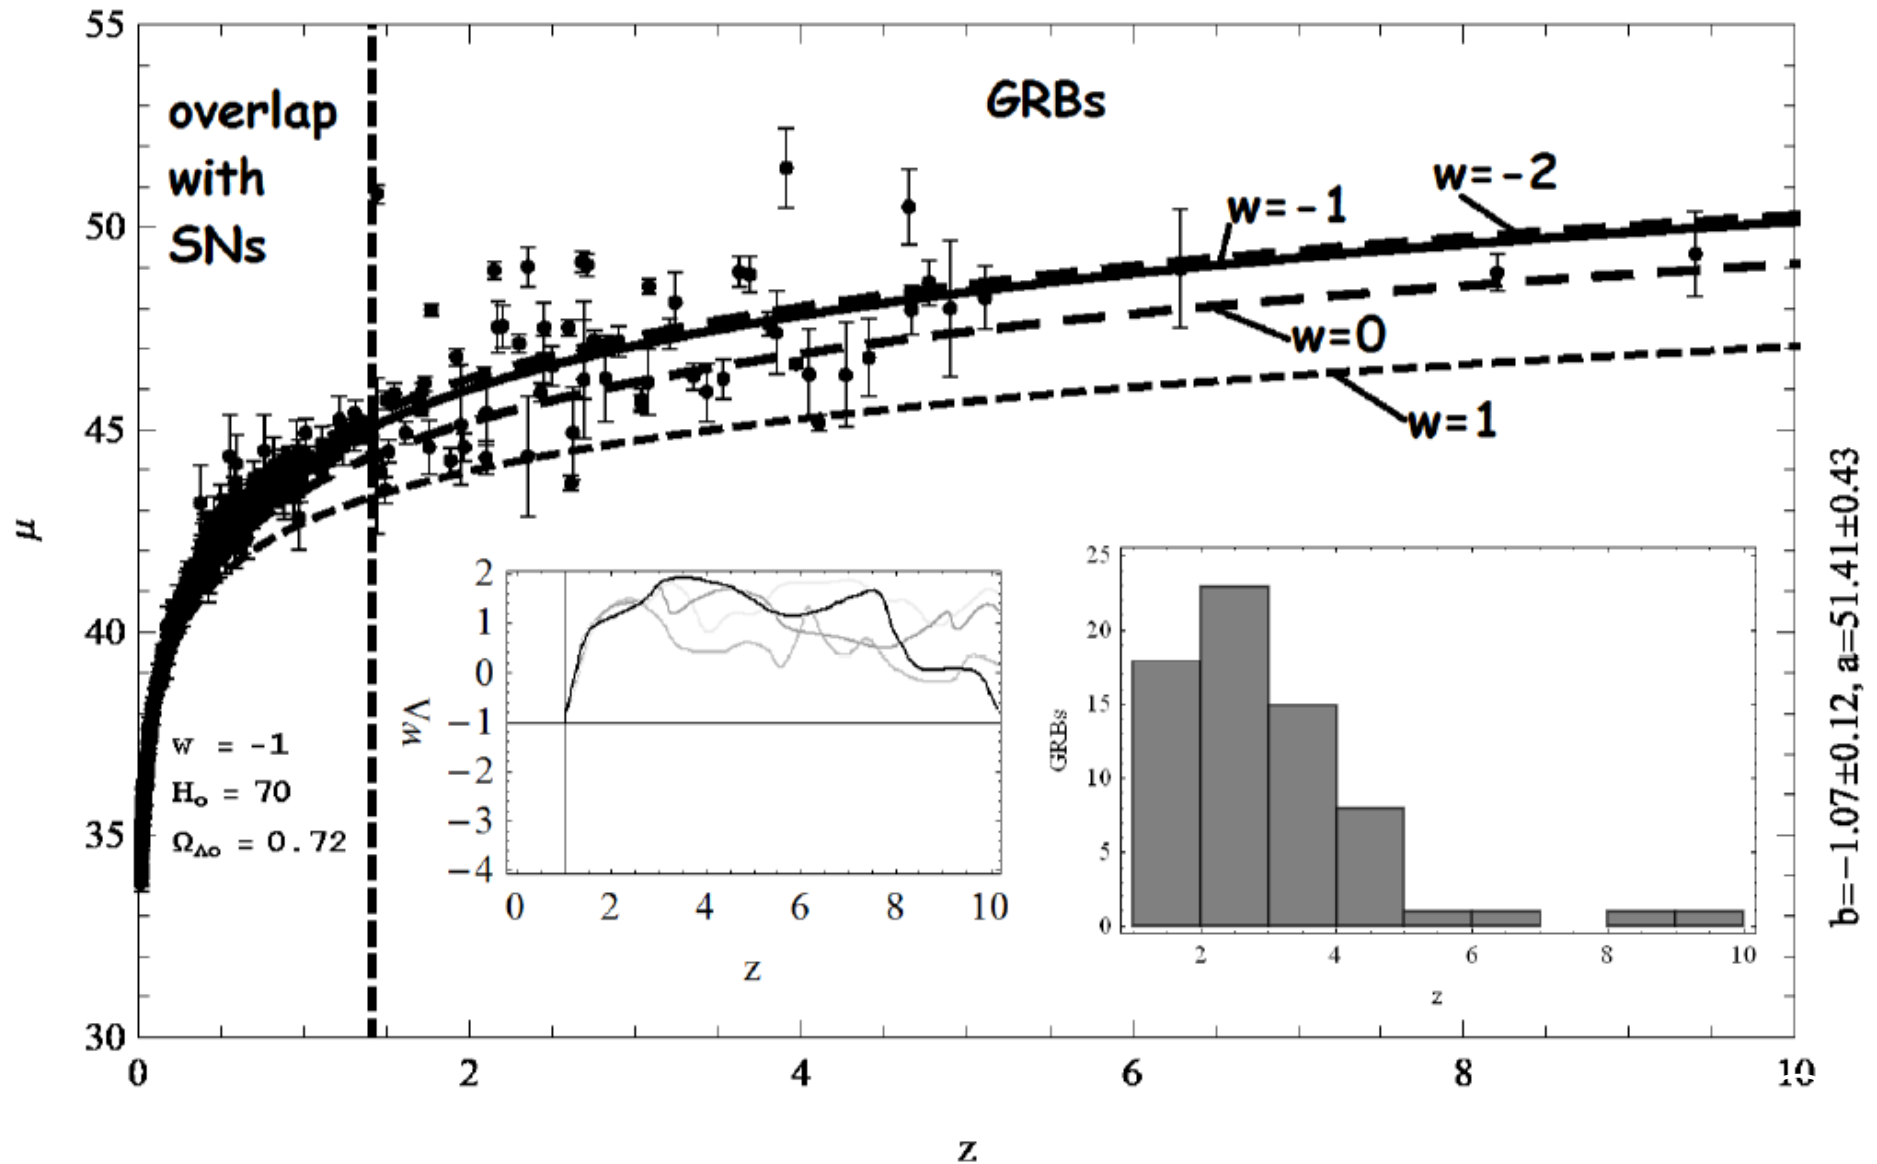 55
50
45
40
35
30
μ
overlap
with
SNs
GRBs
w=-1
w=-2
w=0
w=1
w = -1
H₀ = 70
Ω_Λ0 = 0.72
2
1
0
−1
−2
−3
−4
wΛ
0 2 4 6 8 10
z
25
20
15
10
5
0
GRBs
2 4 6 8 10
z
b=−1.07±0.12, a=51.41±0.43
0 2 4 6 8 10
z